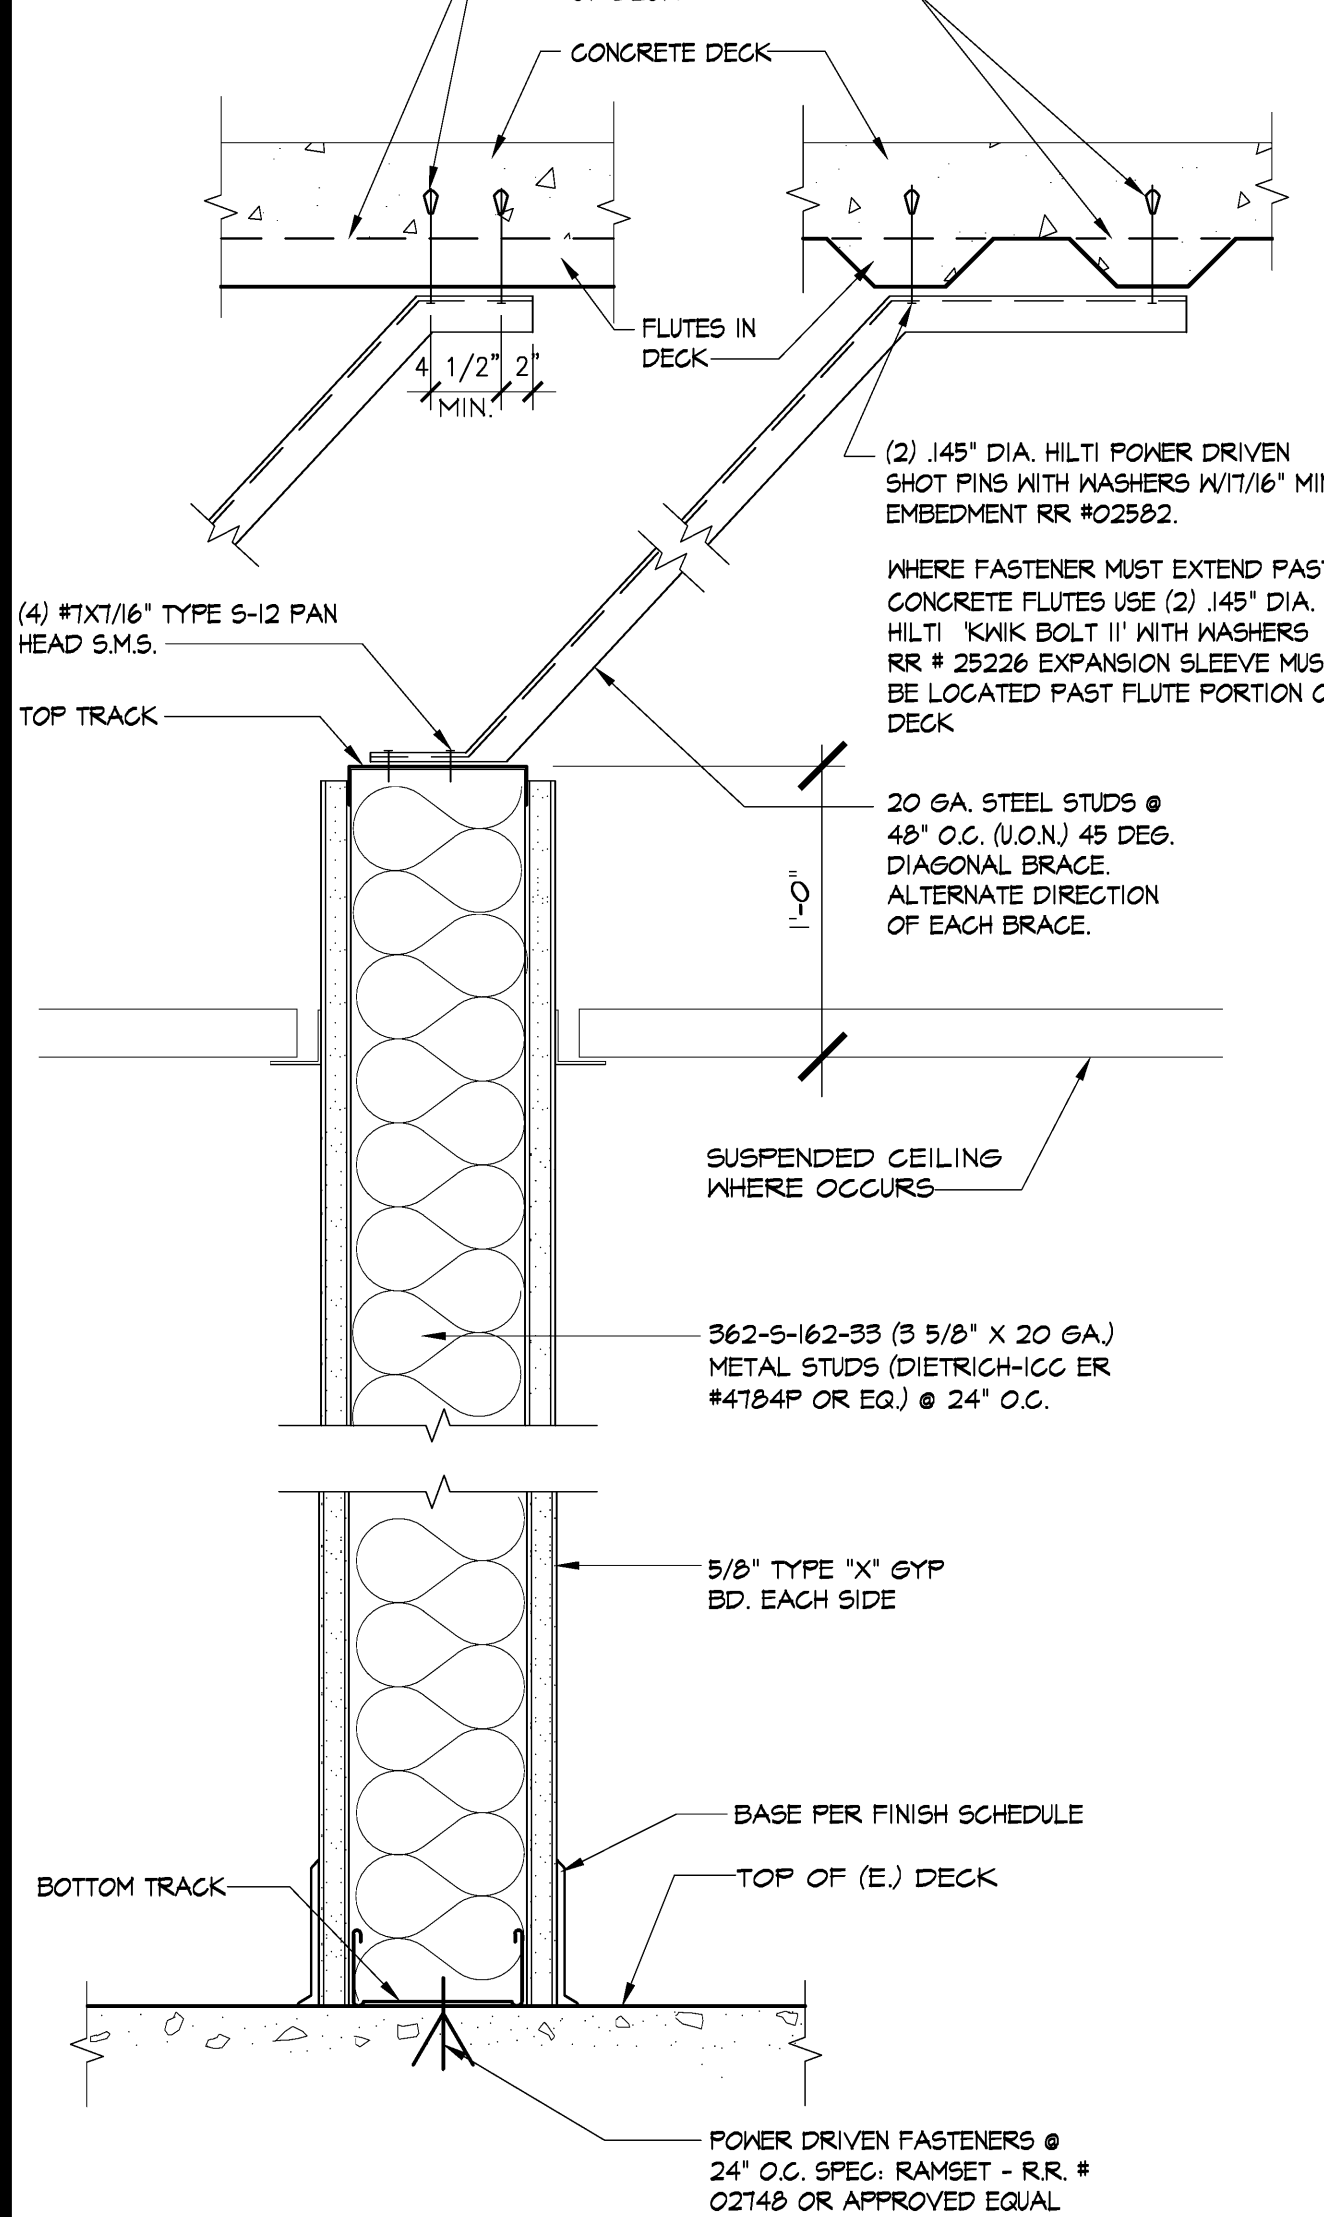 CONCRETE DECK
FLUTES IN
DECK
4 1/2" 2"
MIN.
(2) .145" DIA. HILTI POWER DRIVEN
SHOT PINS WITH WASHERS W/17/16" MIN
EMBEDMENT RR #02582.
WHERE FASTENER MUST EXTEND PAST
CONCRETE FLUTES USE (2) .145" DIA.
HILTI 'KWIK BOLT II' WITH WASHERS
RR # 25226 EXPANSION SLEEVE MUS
BE LOCATED PAST FLUTE PORTION O
DECK
(4) #7X7/16" TYPE S-12 PAN
HEAD S.M.S.
TOP TRACK
20 GA. STEEL STUDS @
48" O.C. (U.O.N.) 45 DEG.
DIAGONAL BRACE.
ALTERNATE DIRECTION
OF EACH BRACE.
1'-0"
SUSPENDED CEILING
WHERE OCCURS
362-S-162-33 (3 5/8" X 20 GA.)
METAL STUDS (DIETRICH-ICC ER
#4784P OR EQ.) @ 24" O.C.
5/8" TYPE "X" GYP
BD. EACH SIDE
BASE PER FINISH SCHEDULE
TOP OF (E.) DECK
BOTTOM TRACK
POWER DRIVEN FASTENERS @
24" O.C. SPEC: RAMSET - R.R. #
02748 OR APPROVED EQUAL